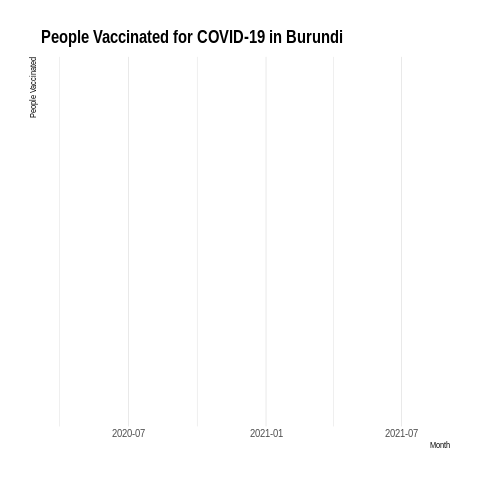 People Vaccinated for COVID-19 in Burundi
People Vaccinated
2020-07
2021-01
2021-07
Month